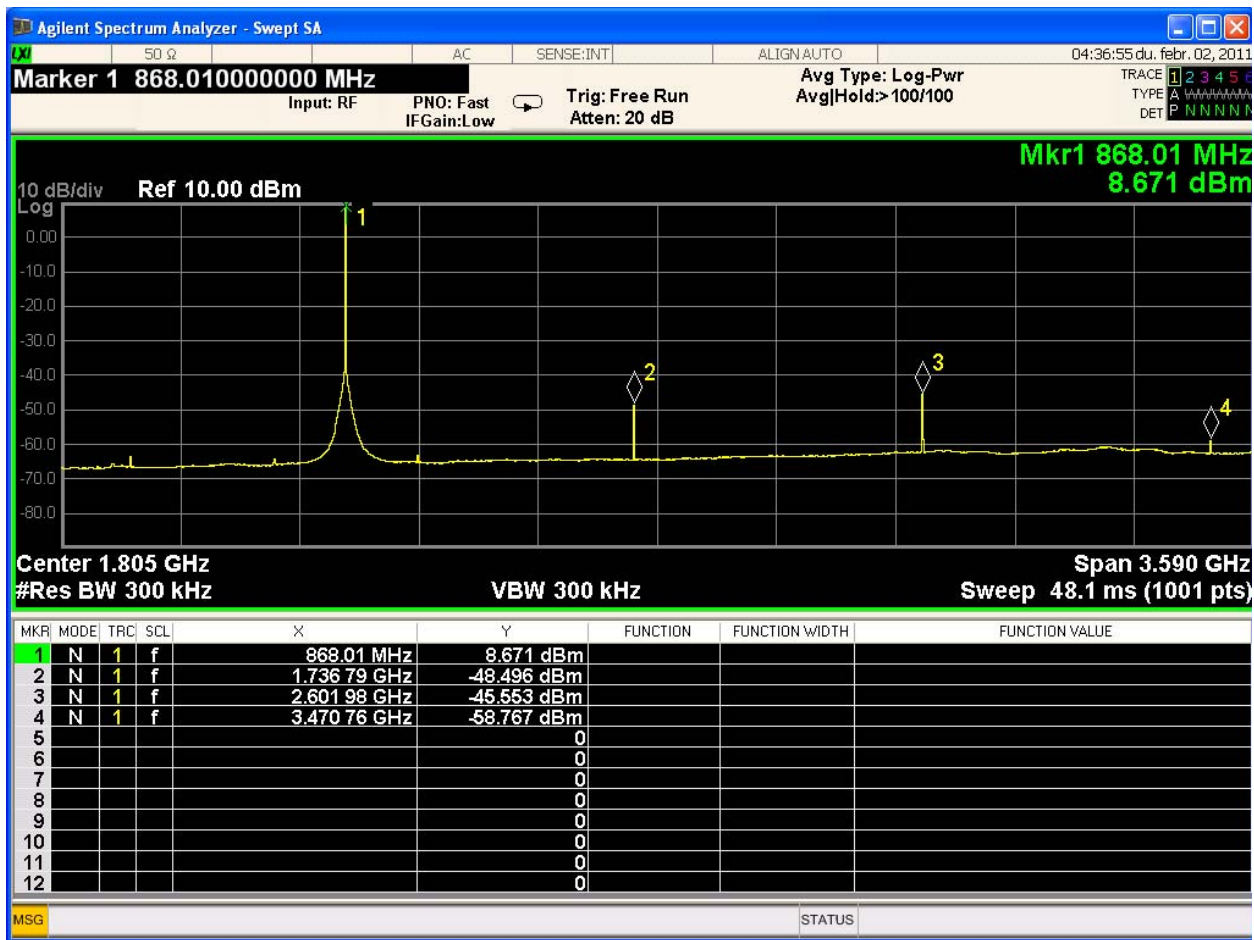 Agilent Spectrum Analyzer - Swept SA
LXI 50 Ω AC SENSE:INT ALIGN AUTO 04:36:55 du. febr. 02, 2011
Marker 1 868.010000000 MHz
Input: RF PNO: Fast IFGain:Low Trig: Free Run Atten: 20 dB
Avg Type: Log-Pwr
Avg|Hold:>100/100
TRACE 1 2 3 4 5 6
TYPE A
DET P N N N N N
Mkr1 868.01 MHz
8.671 dBm
10 dB/div Ref 10.00 dBm
Log
1
0.00
-10.0
-20.0
-30.0
-40.0
-50.0
-60.0
-70.0
-80.0
2
3
4
Center 1.805 GHz Span 3.590 GHz
#Res BW 300 kHz VBW 300 kHz Sweep 48.1 ms (1001 pts)
MKR MODE TRC SCL X Y FUNCTION FUNCTION WIDTH FUNCTION VALUE
1 N 1 f 868.01 MHz 8.671 dBm
2 N 1 f 1.736 79 GHz -48.496 dBm
3 N 1 f 2.601 98 GHz -45.553 dBm
4 N 1 f 3.470 76 GHz -58.767 dBm
5 0
6 0
7 0
8 0
9 0
10 0
11 0
12 0
MSG STATUS